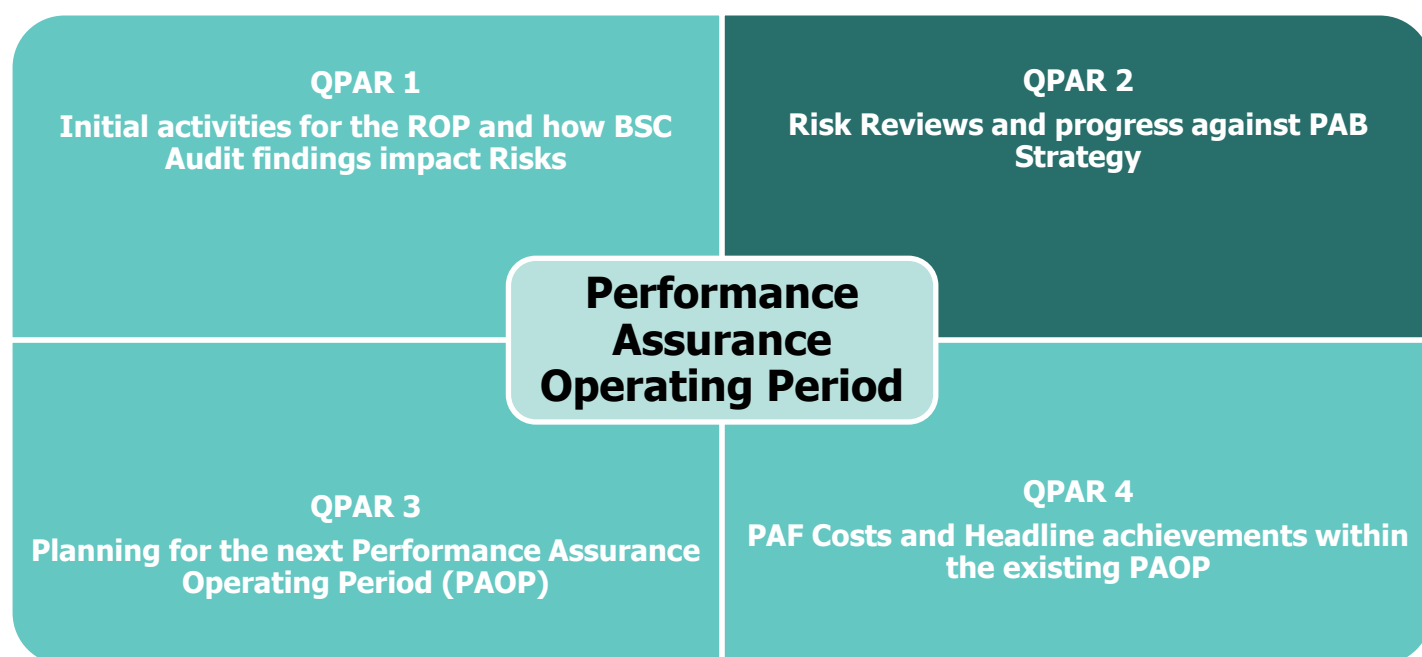 QPAR 1
Initial activities for the ROP and how BSC
Audit findings impact Risks
QPAR 2
Risk Reviews and progress against PAB
Strategy
Performance
Assurance
Operating Period
QPAR 3
Planning for the next Performance Assurance
Operating Period (PAOP)
QPAR 4
PAF Costs and Headline achievements within
the existing PAOP